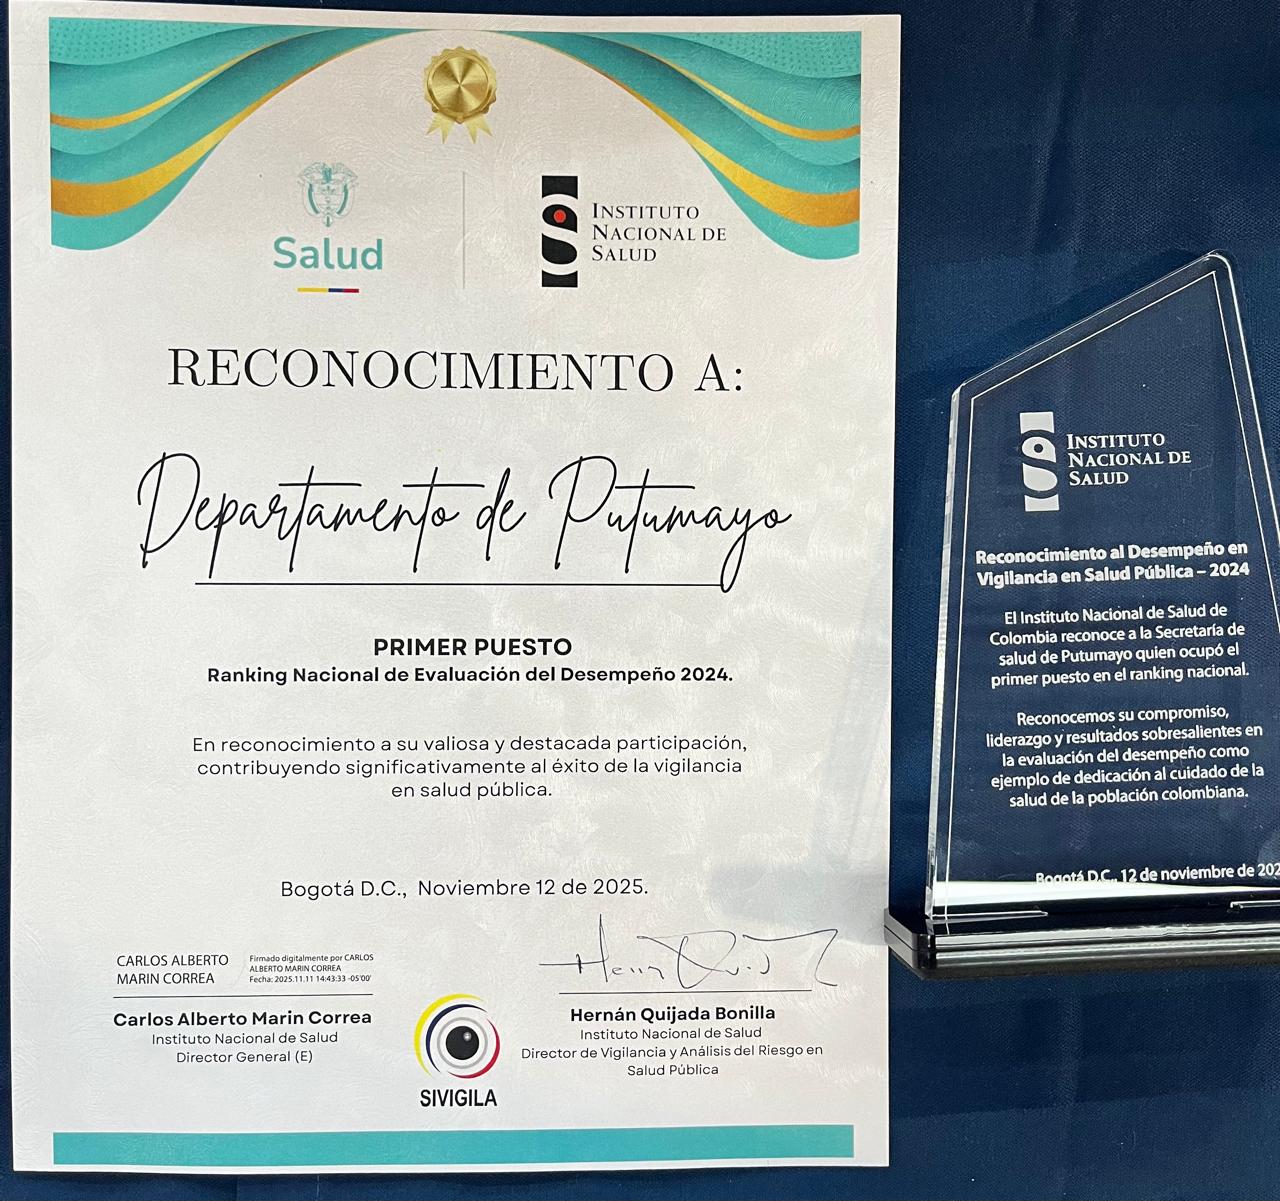 Salud
INSTITUTO
NACIONAL DE
SALUD
RECONOCIMIENTO A:
Departamento de Putumayo
PRIMER PUESTO
Ranking Nacional de Evaluación del Desempeño 2024.
En reconocimiento a su valiosa y destacada participación,
contribuyendo significativamente al éxito de la vigilancia
en salud pública.
Bogotá D.C., Noviembre 12 de 2025.
CARLOS ALBERTO
MARIN CORREA
Firmado digitalmente por CARLOS
ALBERTO MARIN CORREA
Fecha: 2025.11.11 14:43:33 -05'00'
Carlos Alberto Marin Correa
Instituto Nacional de Salud
Director General (E)
SIVIGILA
Hernán Quijada Bonilla
Instituto Nacional de Salud
Director de Vigilancia y Análisis del Riesgo en
Salud Pública
INSTITUTO
NACIONAL DE
SALUD
Reconocimiento al Desempeño en
Vigilancia en Salud Pública – 2024
El Instituto Nacional de Salud de
Colombia reconoce a la Secretaría de
salud de Putumayo quien ocupó el
primer puesto en el ranking nacional.
Reconocemos su compromiso,
liderazgo y resultados sobresalientes en
la evaluación del desempeño como
ejemplo de dedicación al cuidado de la
salud de la población colombiana.
Bogotá D.C., 12 de noviembre de 202